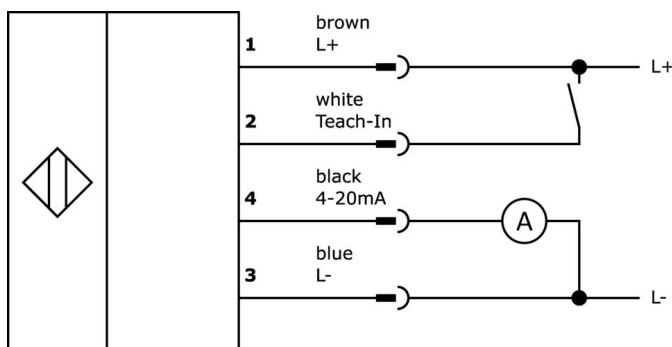 brown
1 L+
L+
white
2 Teach-In
black
4 4-20mA
A
blue
3 L-
L-